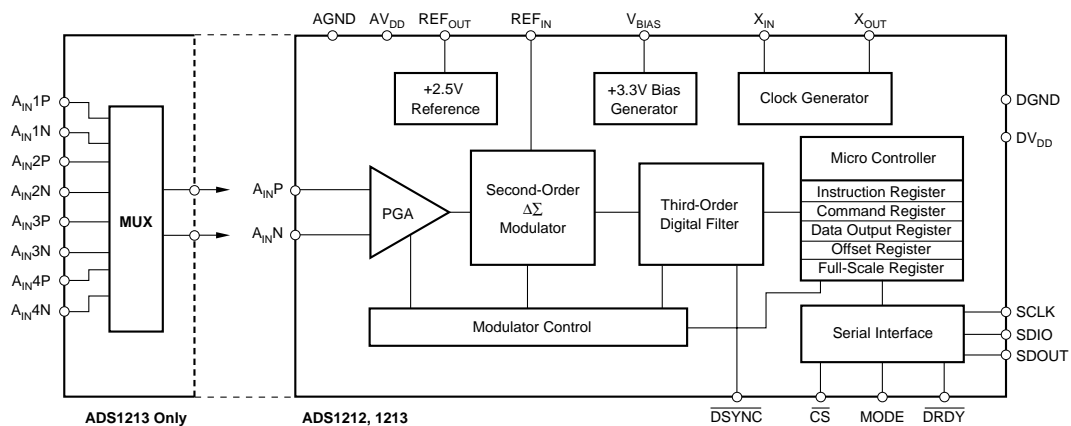 AGND
AVDD
REFOUT
REFIN
VBIAS
XIN
XOUT
+2.5V
Reference
+3.3V Bias
Generator
Clock Generator
DGND
DVDD
AIN1P
AIN1N
AIN2P
AIN2N
AIN3P
AIN3N
AIN4P
AIN4N
MUX
AINP
AINN
PGA
Second-Order
ΔΣ
Modulator
Third-Order
Digital Filter
Micro Controller
Instruction Register
Command Register
Data Output Register
Offset Register
Full-Scale Register
Modulator Control
Serial Interface
SCLK
SDIO
SDOUT
ADS1213 Only
ADS1212, 1213
DSYNC
CS
MODE
DRDY